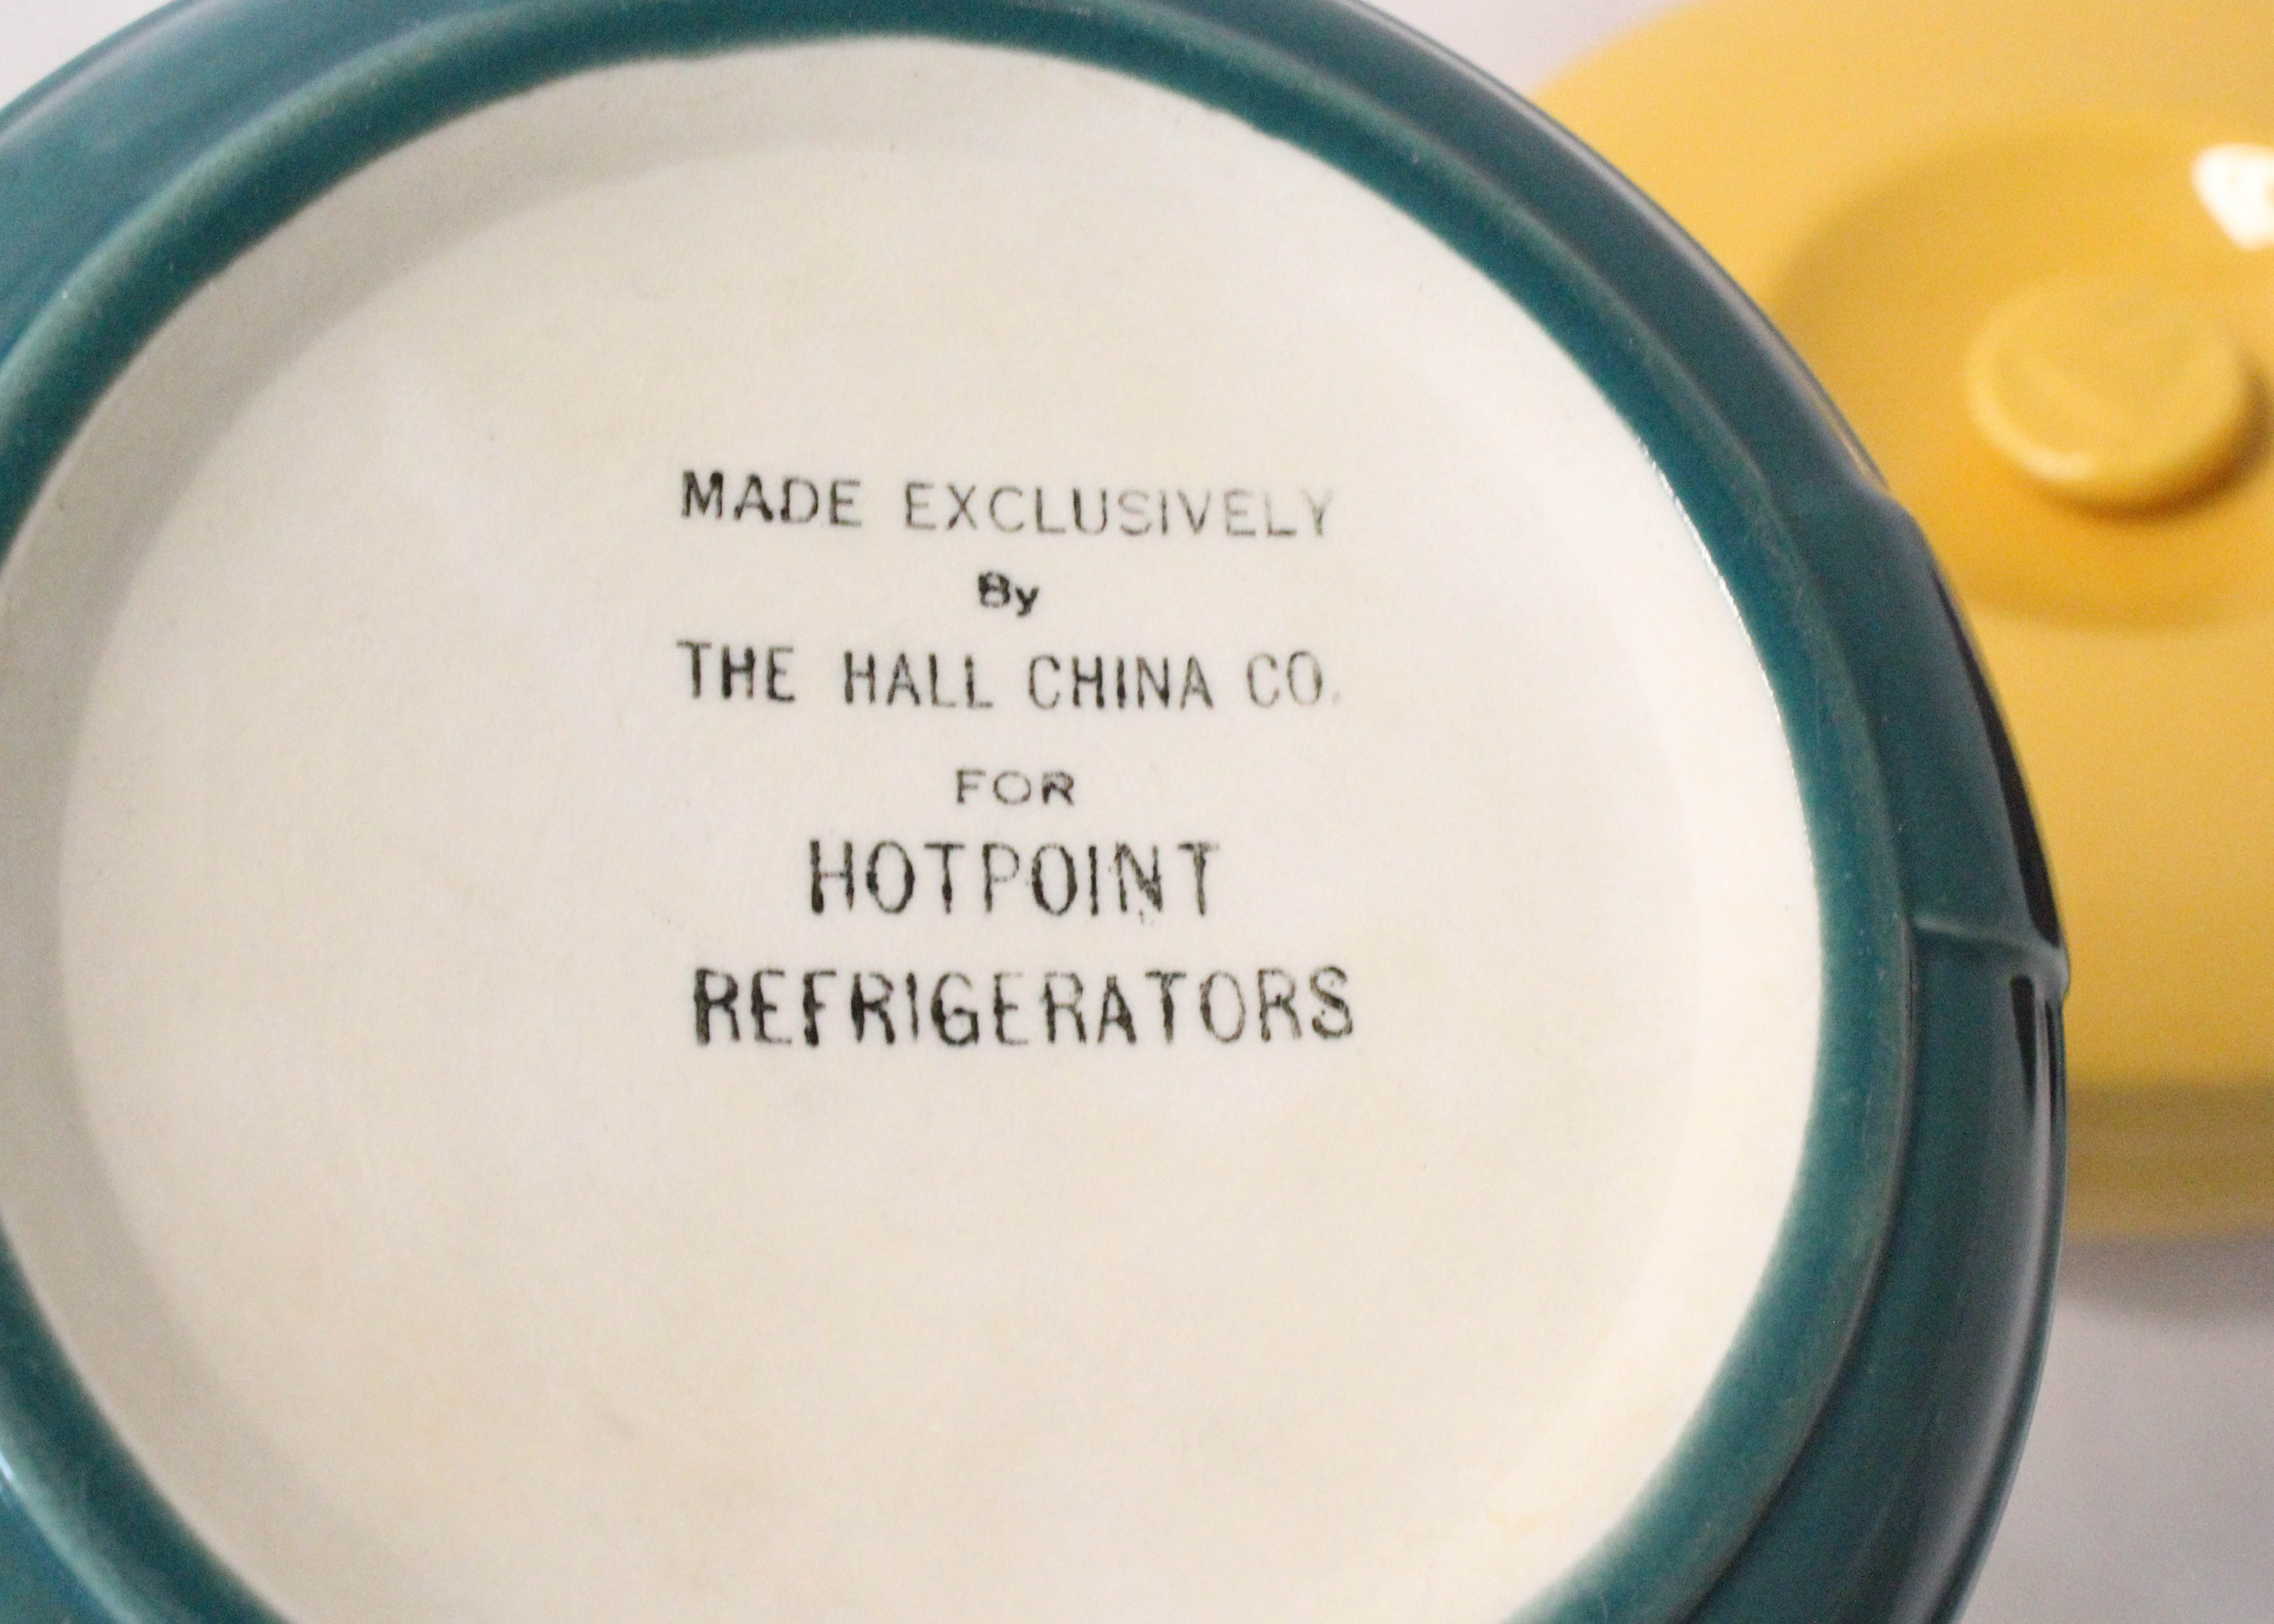 MADE EXCLUSIVELY
By
THE HALL CHINA CO.
FOR
HOTPOINT
REFRIGERATORS